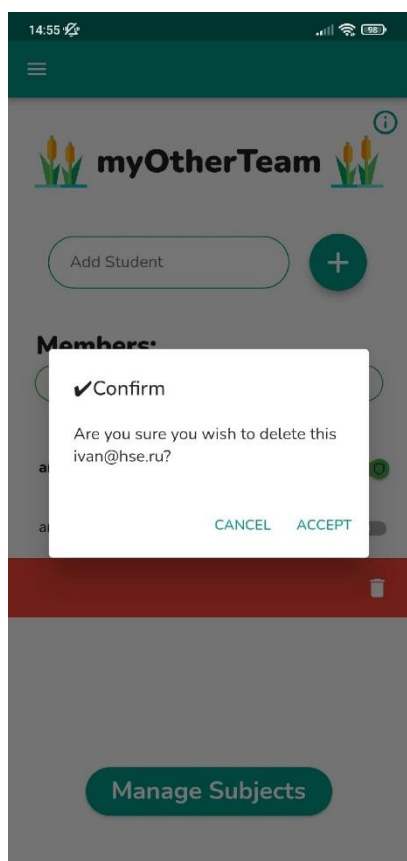 14:55
98
myOtherTeam
Add Student
Members:
✔Confirm
Are you sure you wish to delete this
ivan@hse.ru?
CANCEL ACCEPT
Manage Subjects